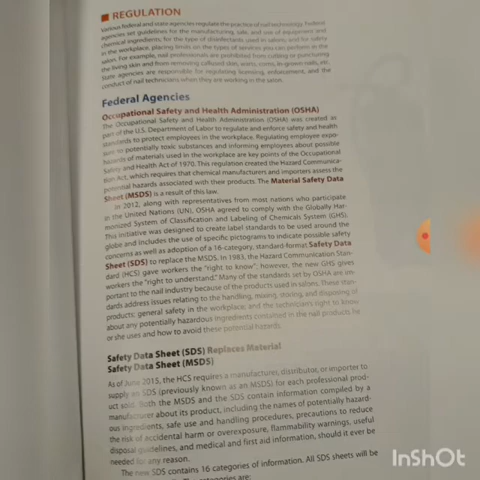 REGULATION
Various Federal and state agencies regulate the practice of nail technology. Federal
agencies set guidelines for the manufacturing, sale, and use of equipment and
chemical ingredients; for the type of disinfectants used in salons; and for safety
in the workplace, placing limits on the types of services you can perform in the
salon. For example, nail professionals are prohibited from cutting or puncturing
the living skin and from removing calloused skin, warts, corns, in-grown nails, etc.
State agencies are responsible for regulating licensing, enforcement, and the
conduct of nail technicians when they are working in the salon.
Federal Agencies
Occupational Safety and Health Administration (OSHA)
The Occupational Safety and Health Administration (OSHA) was created as
part of the U.S. Department of Labor to regulate and enforce safety and health
standards to protect employees in the workplace. Regulating employee expo-
sure to potentially toxic substances and informing employees about possible
hazards of materials used in the workplace are key points of the Occupational
Safety and Health Act of 1970. This regulation created the Hazard Communica-
tion Act, which requires that chemical manufacturers and importers assess the
potential hazards associated with their products. The Material Safety Data
Sheet (MSDS) is a result of this law.
In 2012, along with representatives from most nations who participate
in the United Nations (UN), OSHA agreed to comply with the Globally Har-
monized System of Classification and Labeling of Chemicals System (GHS).
This initiative was designed to create label standards to be used around the
globe and includes the use of specific pictograms to indicate possible safety
concerns as well as adoption of a 16-category, standard-format Safety Data
Sheet (SDS) to replace the MSDS. In 1983, the Hazard Communication Stan-
dard (HCS) gave workers the "right to know"; however, the new GHS gives
workers the "right to understand." Many of the standards set by OSHA are im-
portant to the nail industry because of the products used in salons. These stan-
dards address issues relating to the handling, mixing, storing, and disposing of
products; general safety in the workplace; and the technician's right to know
about any potentially hazardous ingredients contained in the nail products he
or she uses and how to avoid these potential hazards.
Safety Data Sheet (SDS) Replaces Material
Safety Data Sheet (MSDS)
As of June 2015, the HCS requires a manufacturer, distributor, or importer to
supply an SDS (previously known as an MSDS) for each professional prod-
uct sold. Both the MSDS and the SDS contain information compiled by a
manufacturer about its product, including the names of potentially hazard-
ous ingredients, safe use and handling procedures, precautions to reduce
the risk of accidental harm or overexposure, flammability warnings, useful
disposal guidelines, and medical and first aid information, should it ever be
needed for any reason.
The new SDS contains 16 categories of information. All SDS sheets will be
categories are:
InShOt